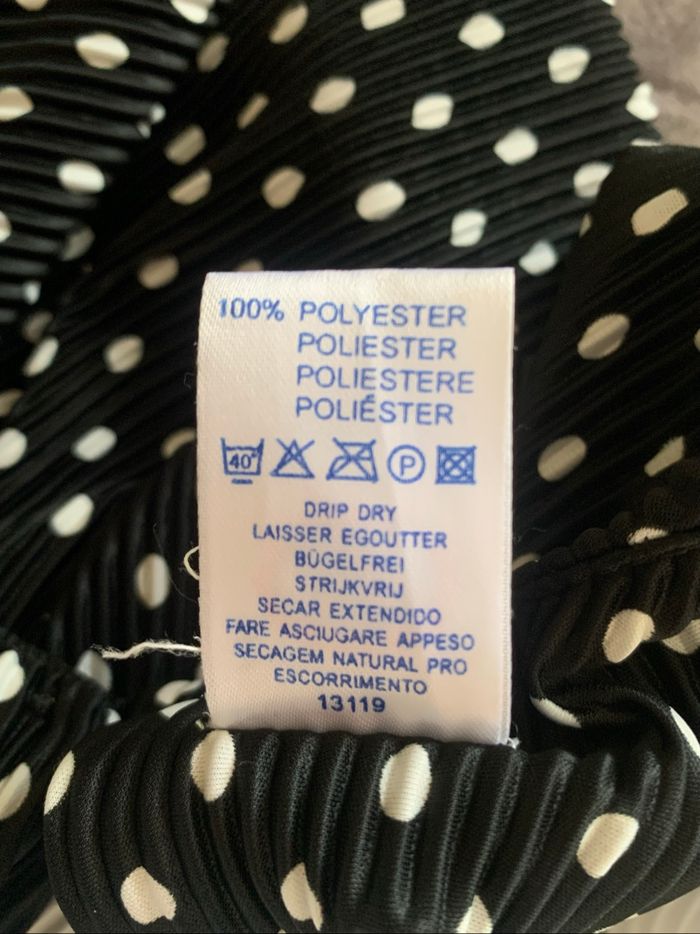 100% POLYESTER
POLIESTER
POLIESTERE
POLIÉSTER
40° P
DRIP DRY
LAISSER EGOUTTER
BÜGELFREI
STRIJKVRIJ
SECAR EXTENDIDO
FARE ASCIUGARE APPESO
SECAGEM NATURAL PRO
ESCORRIMENTO
13119